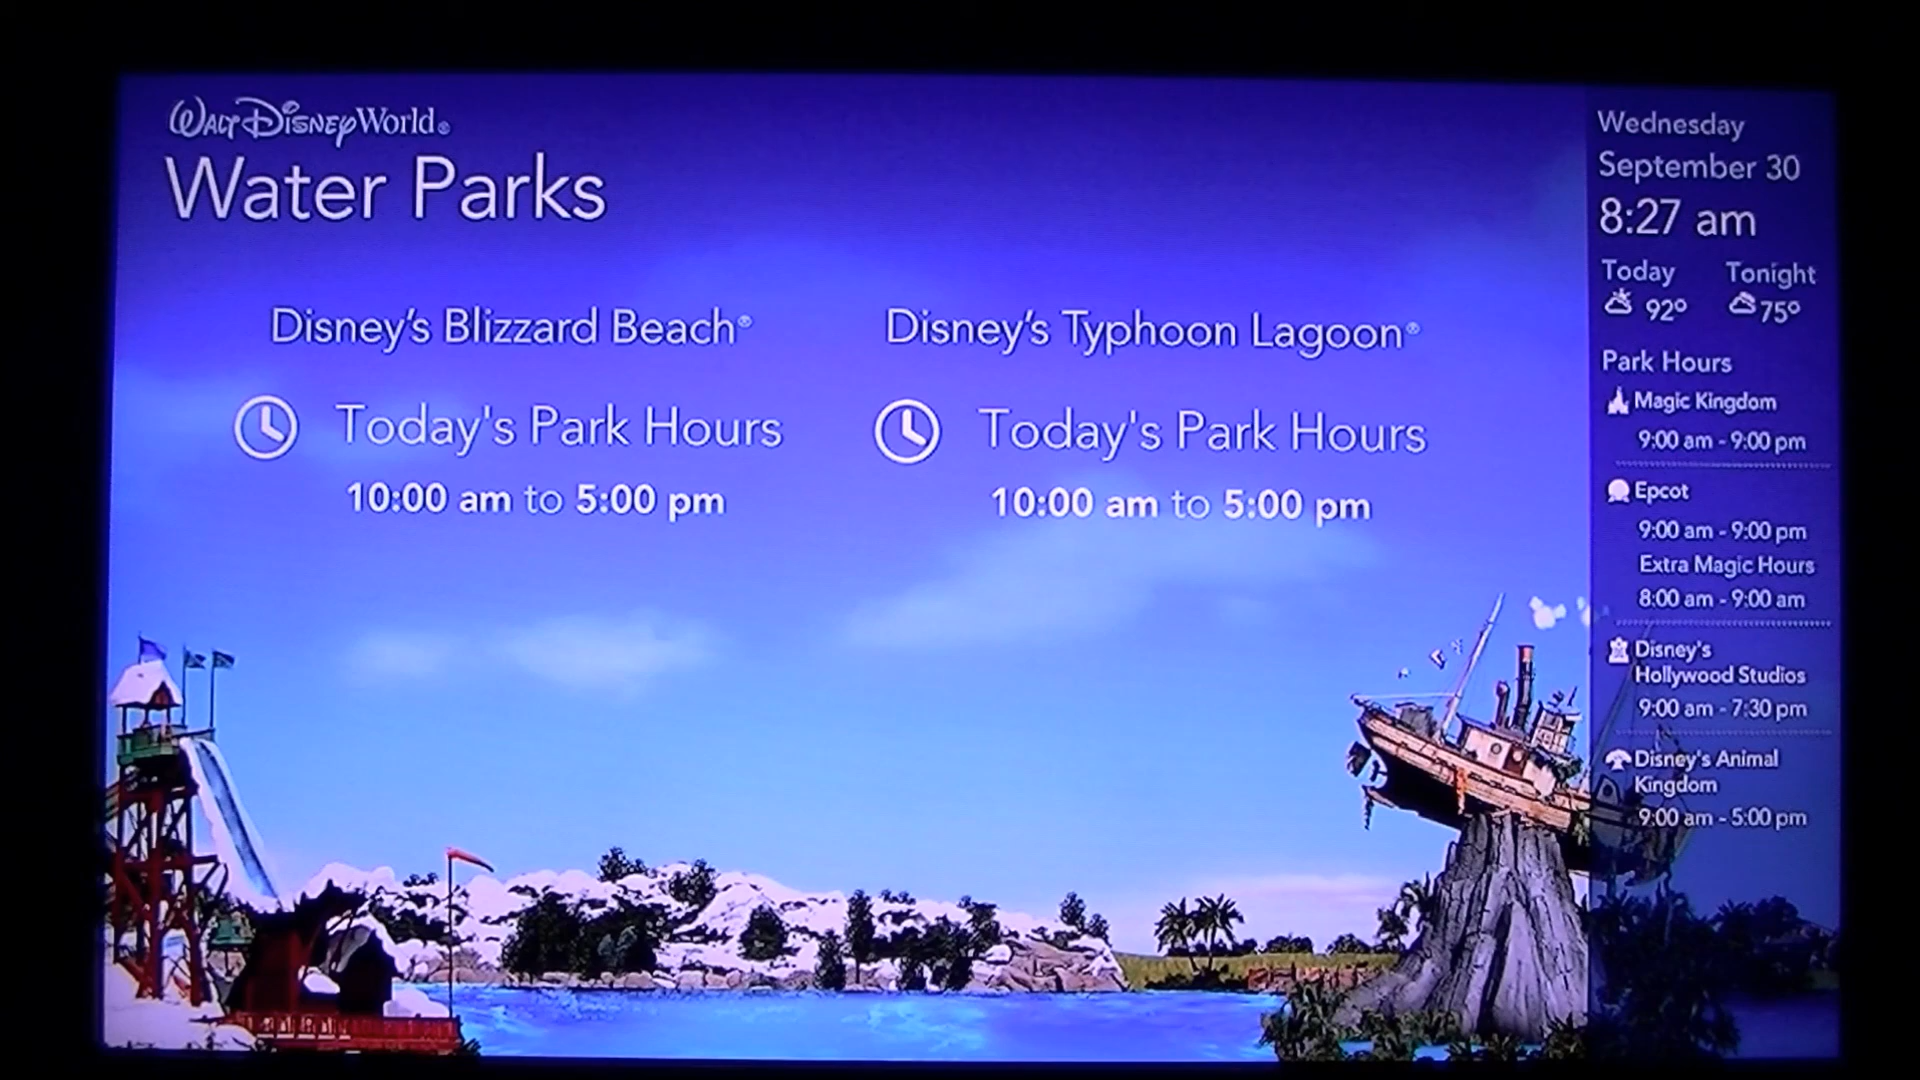 Walt Disney World®
Water Parks
Disney's Blizzard Beach®
Today's Park Hours
10:00 am to 5:00 pm
Disney's Typhoon Lagoon®
Today's Park Hours
10:00 am to 5:00 pm
Wednesday
September 30
8:27 am
Today Tonight
92° 75°
Park Hours
Magic Kingdom
9:00 am - 9:00 pm
Epcot
9:00 am - 9:00 pm
Extra Magic Hours
8:00 am - 9:00 am
Disney's
Hollywood Studios
9:00 am - 7:30 pm
Disney's Animal
Kingdom
9:00 am - 5:00 pm